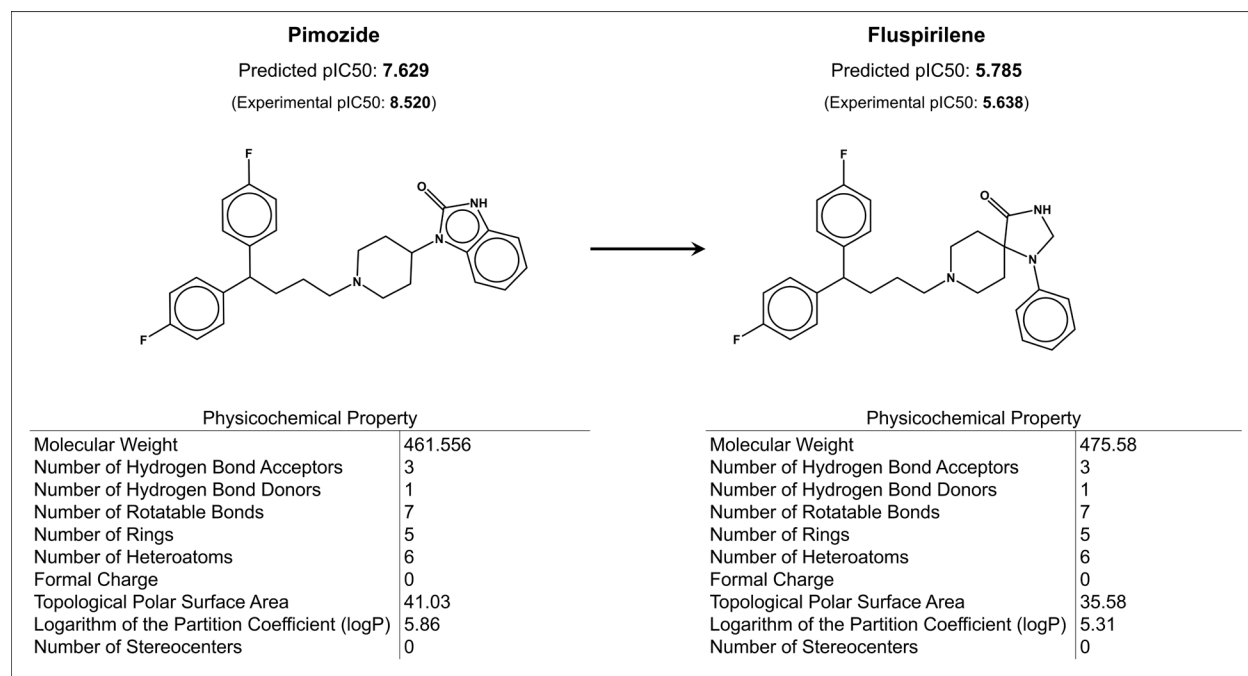 Pimozide
Predicted pIC50: 7.629
(Experimental pIC50: 8.520)
F
F
N
O
N
NH
Fluspirilene
Predicted pIC50: 5.785
(Experimental pIC50: 5.638)
F
F
N
O
NH
N
Physicochemical Property
Molecular Weight 461.556
Number of Hydrogen Bond Acceptors 3
Number of Hydrogen Bond Donors 1
Number of Rotatable Bonds 7
Number of Rings 5
Number of Heteroatoms 6
Formal Charge 0
Topological Polar Surface Area 41.03
Logarithm of the Partition Coefficient (logP) 5.86
Number of Stereocenters 0
Physicochemical Property
Molecular Weight 475.58
Number of Hydrogen Bond Acceptors 3
Number of Hydrogen Bond Donors 1
Number of Rotatable Bonds 7
Number of Rings 5
Number of Heteroatoms 6
Formal Charge 0
Topological Polar Surface Area 35.58
Logarithm of the Partition Coefficient (logP) 5.31
Number of Stereocenters 0